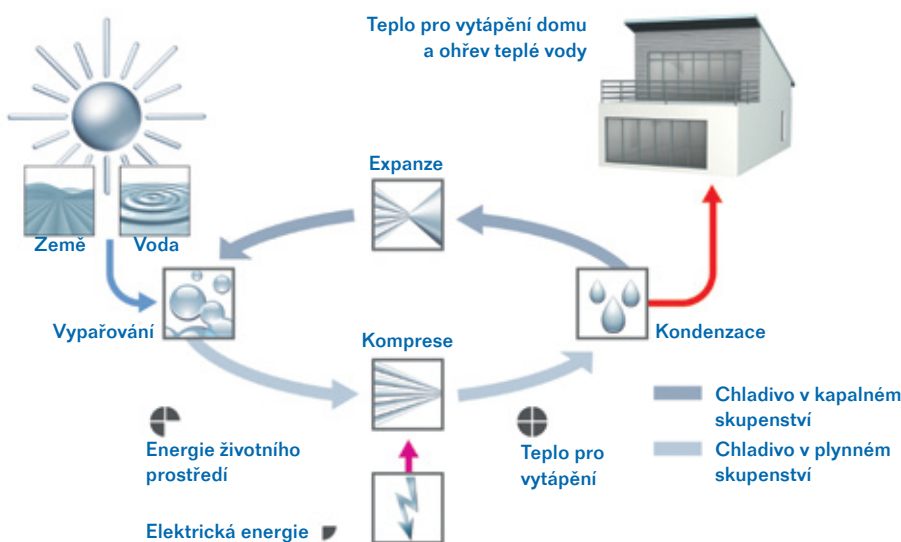 Teplo pro vytápění domu
a ohřev teplé vody
Expanze
Země
Voda
Vypařování
Komprese
Kondenzace
Chladivo v kapalném
skupenství
Chladivo v plynném
skupenství
Energie životního
prostředí
Teplo pro
vytápění
Elektrická energie